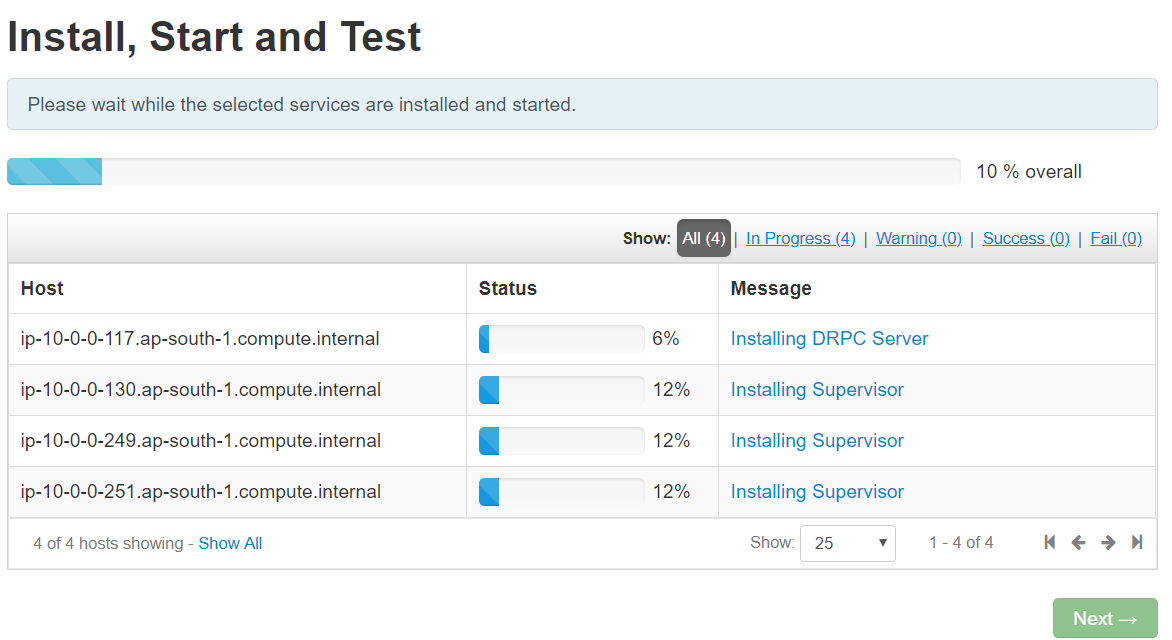 Install, Start and Test
Please wait while the selected services are installed and started.
10 % overall
Show: All (4) | In Progress (4) | Warning (0) | Success (0) | Fail (0)
Host Status Message
ip-10-0-0-117.ap-south-1.compute.internal 6% Installing DRPC Server
ip-10-0-0-130.ap-south-1.compute.internal 12% Installing Supervisor
ip-10-0-0-249.ap-south-1.compute.internal 12% Installing Supervisor
ip-10-0-0-251.ap-south-1.compute.internal 12% Installing Supervisor
4 of 4 hosts showing - Show All Show: 25 1 - 4 of 4
Next →